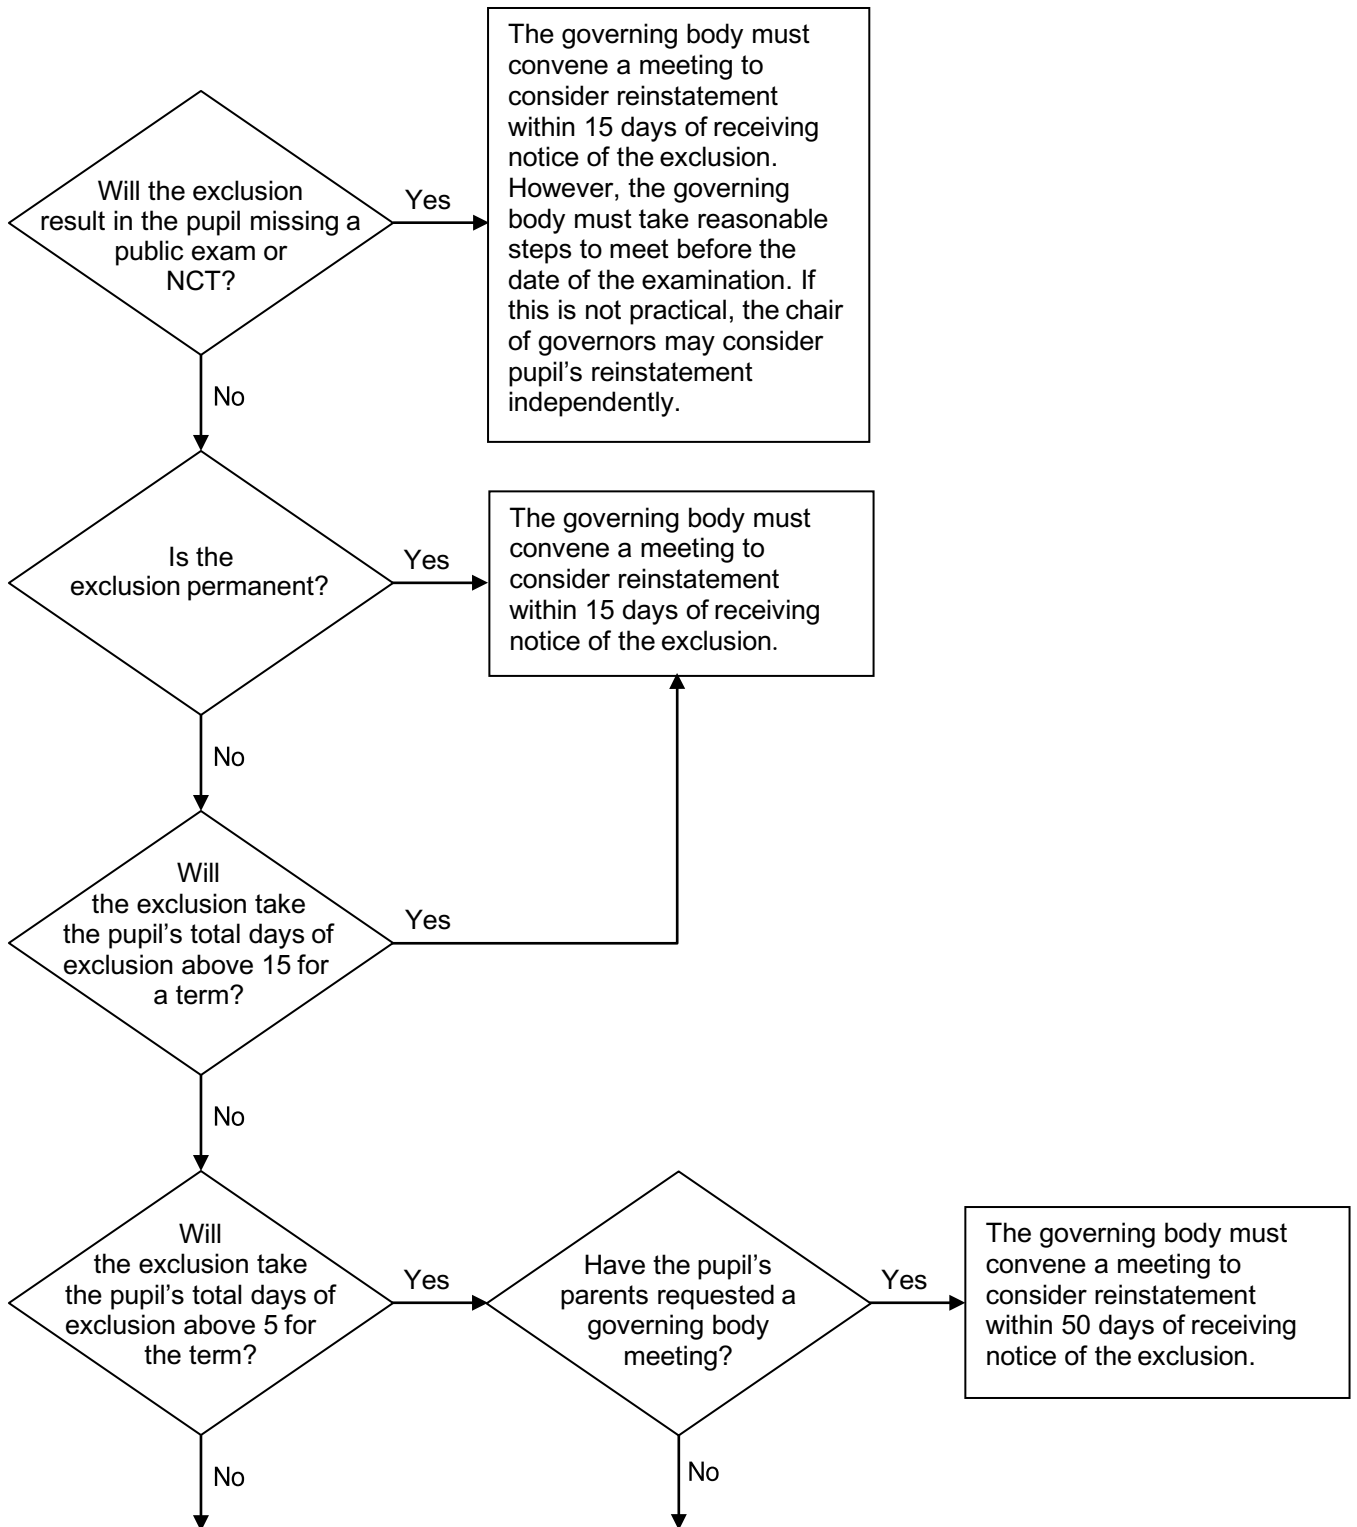 The governing body must
convene a meeting to
consider reinstatement
within 15 days of receiving
notice of the exclusion.
However, the governing
body must take reasonable
steps to meet before the
date of the examination. If
this is not practical, the chair
of governors may consider
pupil’s reinstatement
independently.
Will the exclusion
result in the pupil missing a
public exam or
NCT?
Yes
No
Is the
exclusion permanent?
Yes
The governing body must
convene a meeting to
consider reinstatement
within 15 days of receiving
notice of the exclusion.
No
Will
the exclusion take
the pupil’s total days of
exclusion above 15 for
a term?
Yes
No
Will
the exclusion take
the pupil’s total days of
exclusion above 5 for
the term?
Yes
Have the pupil’s
parents requested a
governing body
meeting?
Yes
The governing body must
convene a meeting to
consider reinstatement
within 50 days of receiving
notice of the exclusion.
No
No